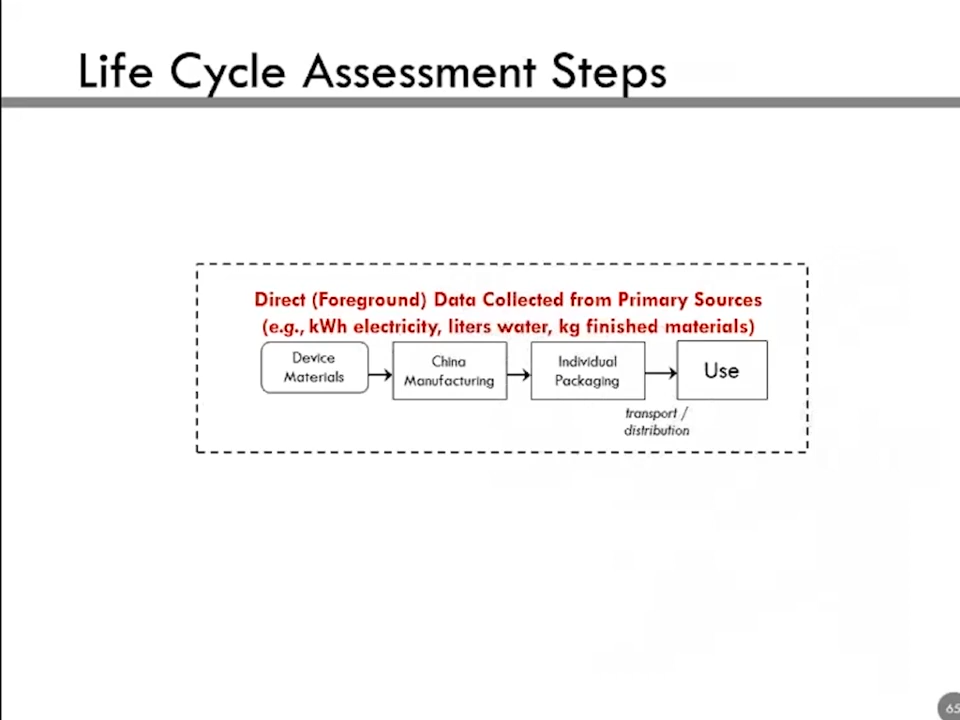 Life Cycle Assessment Steps
Direct (Foreground) Data Collected from Primary Sources
(e.g., kWh electricity, liters water, kg finished materials)
Device
Materials
China
Manufacturing
Individual
Packaging
Use
transport /
distribution
65